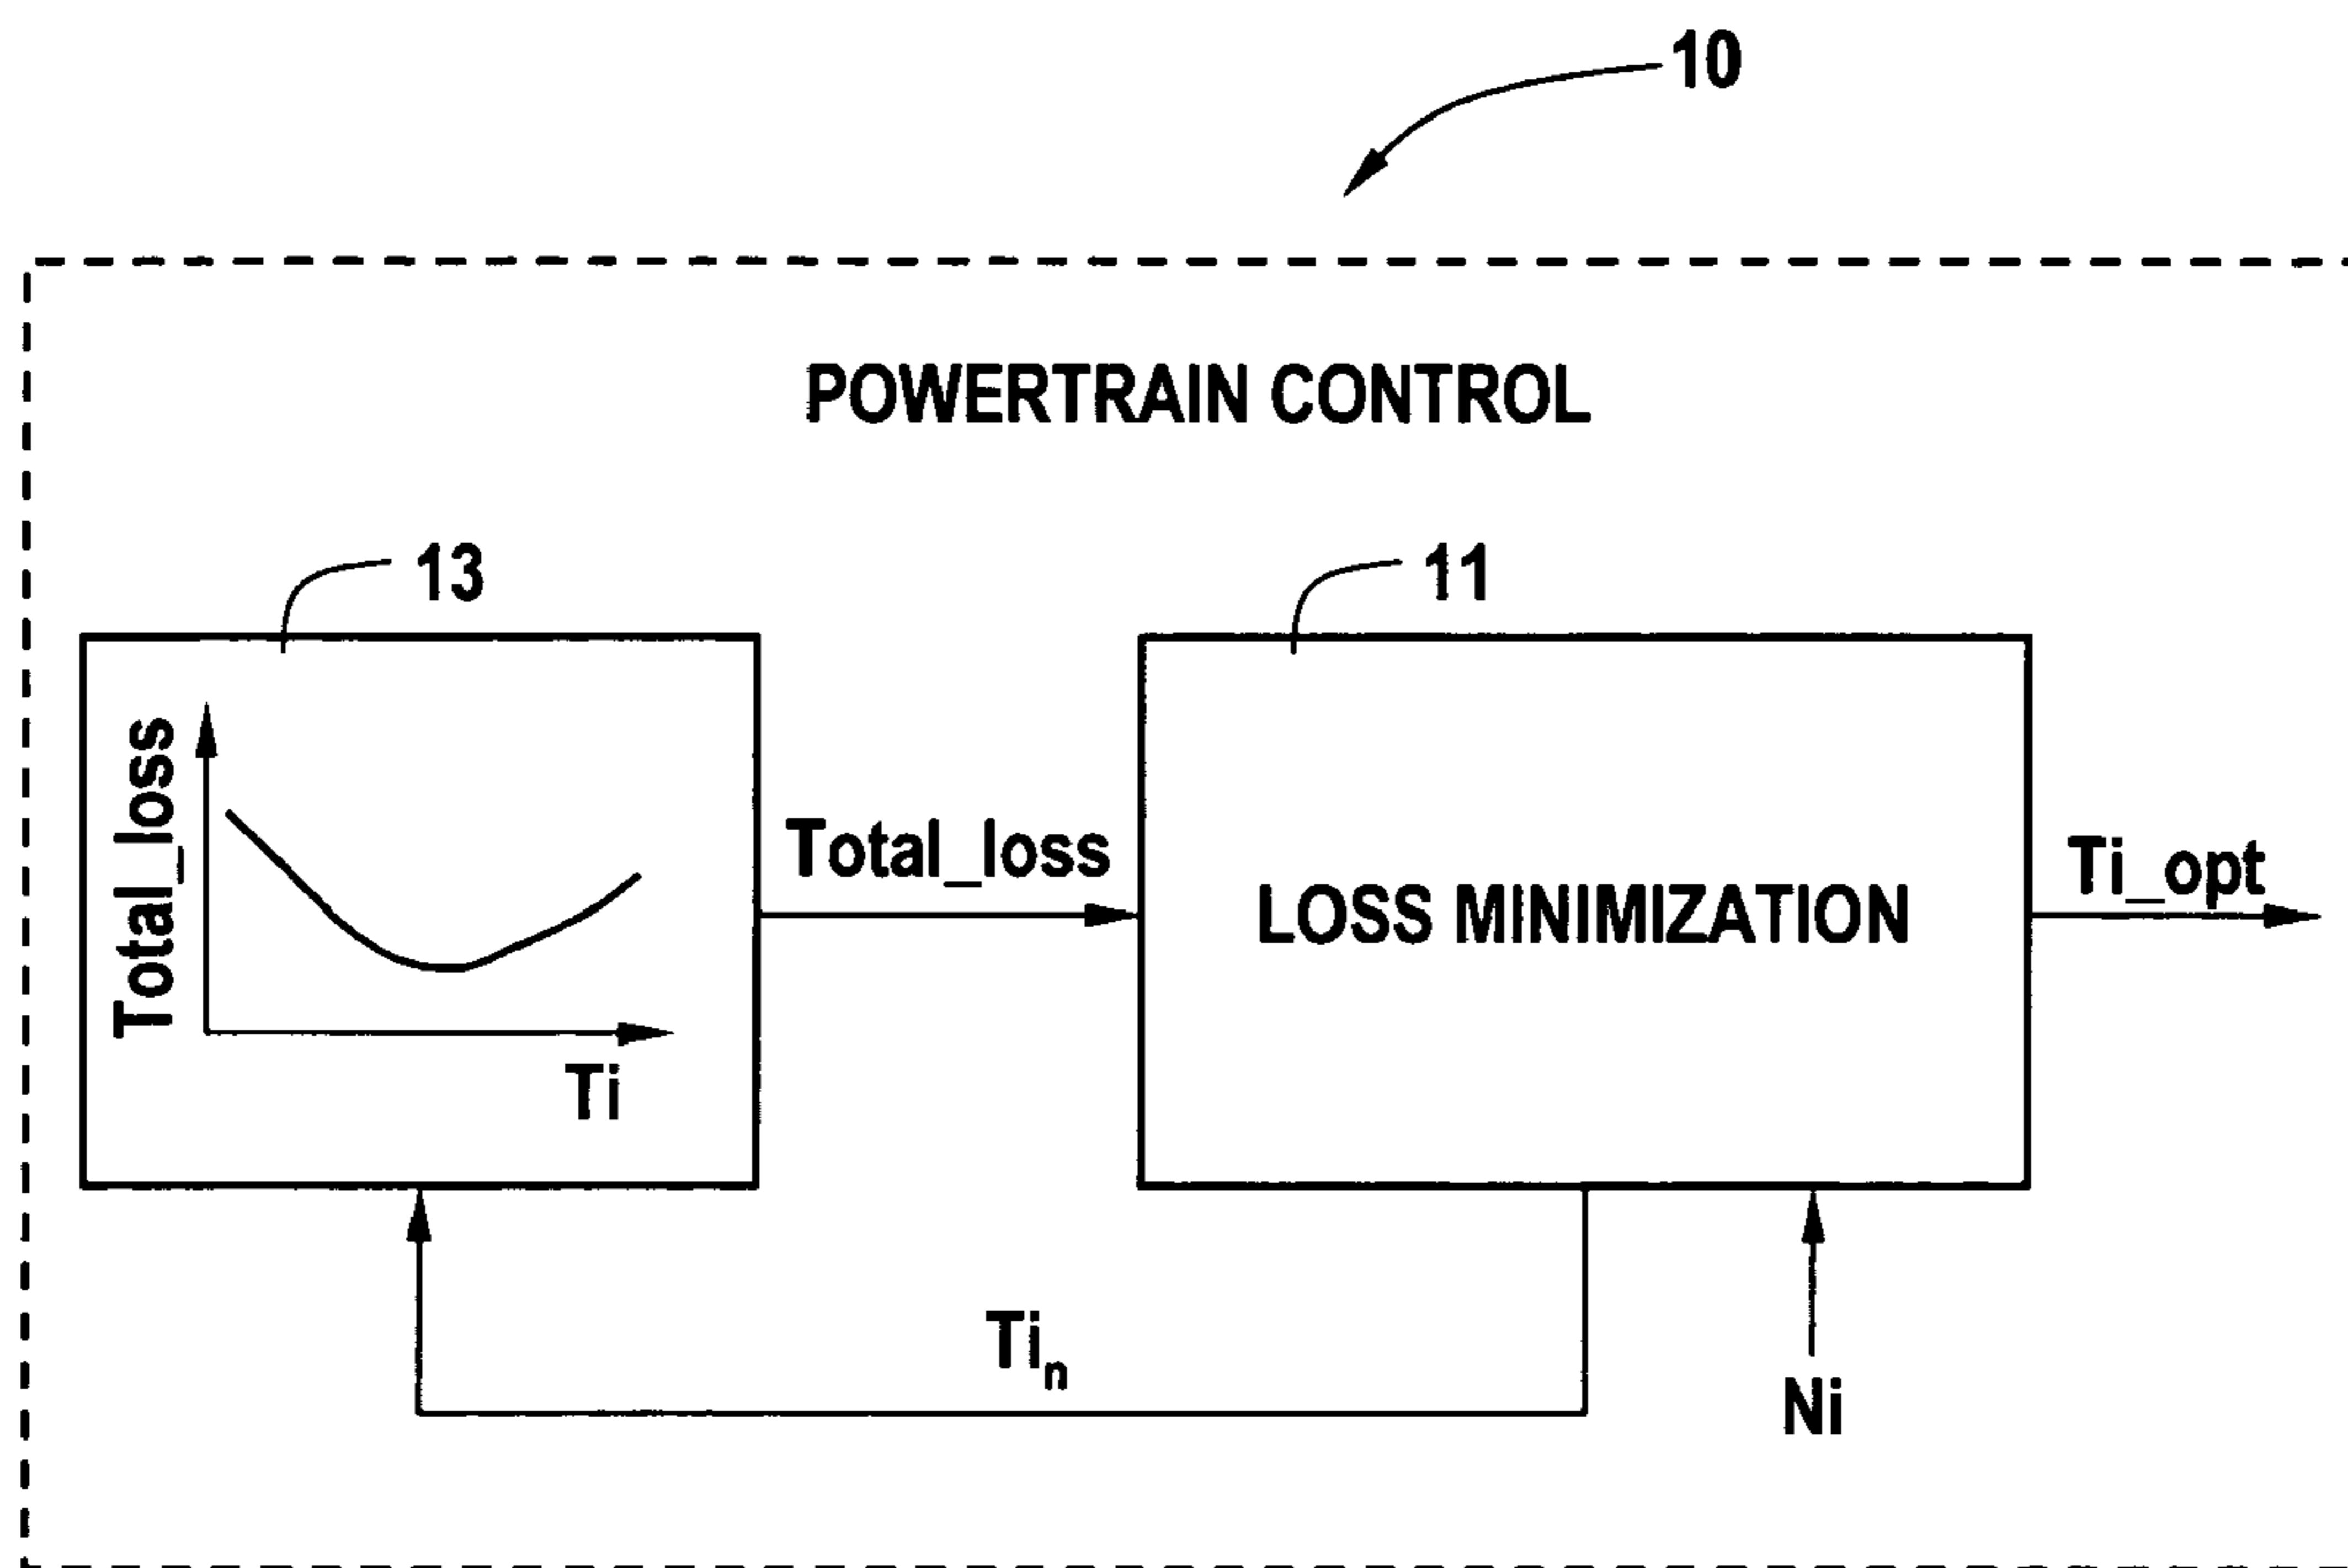 10
POWERTRAIN CONTROL
13
11
Total_loss
Ti
Total_loss
LOSS MINIMIZATION
Ti_opt
Tin
Ni